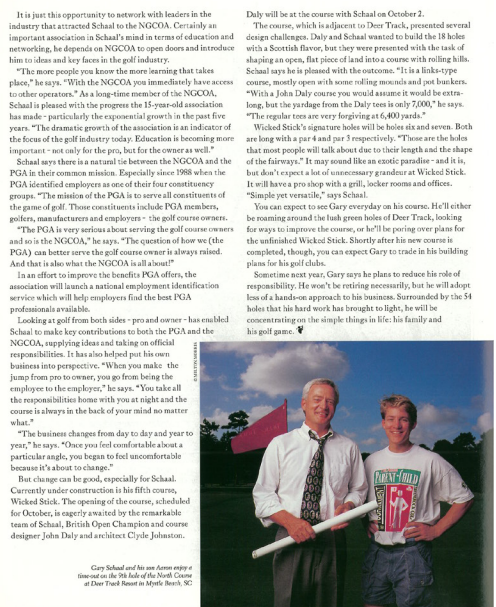 It is just this opportunity to network with leaders in the
industry that attracted Schaal to the NGCOA. Certainly an
important association in Schaal's mind in terms of education and
networking, he depends on NGCOA to open doors and introduce
him to ideas and key faces in the golf industry.
"The more people you know the more learning that takes
place," he says. "With the NGCOA you immediately have access
to other operators." As a long-time member of the NGCOA,
Schaal is pleased with the progress the 15-year-old association
has made - particularly the exponential growth in the past five
years. "The dramatic growth of the association is an indicator of
the focus of the golf industry today. Education is becoming more
important - not only for the pro, but for the owner as well."
Schaal says there is a natural tie between the NGCOA and the
PGA in their common mission. Especially since 1988 when the
PGA identified employers as one of their four constituency
groups. "The mission of the PGA is to serve all constituents of
the game of golf. Those constituents include PGA members,
golfers, manufacturers and employers - the golf course owners.
"The PGA is very serious about serving the golf course owners
and so is the NGCOA," he says. "The question of how we (the
PGA) can better serve the golf course owner is always raised.
And that is also what the NGCOA is all about!"
In an effort to improve the benefits PGA offers, the
association will launch a national employment identification
service which will help employers find the best PGA
professionals available.
Looking at golf from both sides - pro and owner - has enabled
Schaal to make key contributions to both the PGA and the
NGCOA, supplying ideas and taking on official
responsibilities. It has also helped put his own
business into perspective. "When you make the
jump from pro to owner, you go from being the
employee to the employer," he says. "You take all
the responsibilities home with you at night and the
course is always in the back of your mind no matter
what."
"The business changes from day to day and year to
year," he says. "Once you feel comfortable about a
particular angle, you began to feel uncomfortable
because it's about to change."
But change can be good, especially for Schaal.
Currently under construction is his fifth course,
Wicked Stick. The opening of the course, scheduled
for October, is eagerly awaited by the remarkable
team of Schaal, British Open Champion and course
designer John Daly and architect Clyde Johnston.
Gary Schaal and his son Aaron enjoy a
time-out on the 9th hole of the North Course
at Deer Track Resort in Myrtle Beach, SC
Daly will be at the course with Schaal on October 2.
The course, which is adjacent to Deer Track, presented several
design challenges. Daly and Schaal wanted to build the 18 holes
with a Scottish flavor, but they were presented with the task of
shaping an open, flat piece of land into a course with rolling hills.
Schaal says he is pleased with the outcome. "It is a links-type
course, mostly open with some rolling mounds and pot bunkers.
"With a John Daly course you would assume it would be extra-
long, but the yardage from the Daly tees is only 7,000," he says.
"The regular tees are very forgiving at 6,400 yards."
Wicked Stick's signature holes will be holes six and seven. Both
are long with a par 4 and par 3 respectively. "Those are the holes
that most people will talk about due to their length and the shape
of the fairways." It may sound like an exotic paradise - and it is,
but don't expect a lot of unnecessary grandeur at Wicked Stick.
It will have a pro shop with a grill, locker rooms and offices.
"Simple yet versatile," says Schaal.
You can expect to see Gary everyday on his course. He'll either
be roaming around the lush green holes of Deer Track, looking
for ways to improve the course, or he'll be poring over plans for
the unfinished Wicked Stick. Shortly after his new course is
completed, though, you can expect Gary to trade in his building
plans for his golf clubs.
Sometime next year, Gary says he plans to reduce his role of
responsibility. He won't be retiring necessarily, but he will adopt
less of a hands-on approach to his business. Surrounded by the 54
holes that his hard work has brought to light, he will be
concentrating on the simple things in life: his family and
his golf game.
PARENT-CHILD